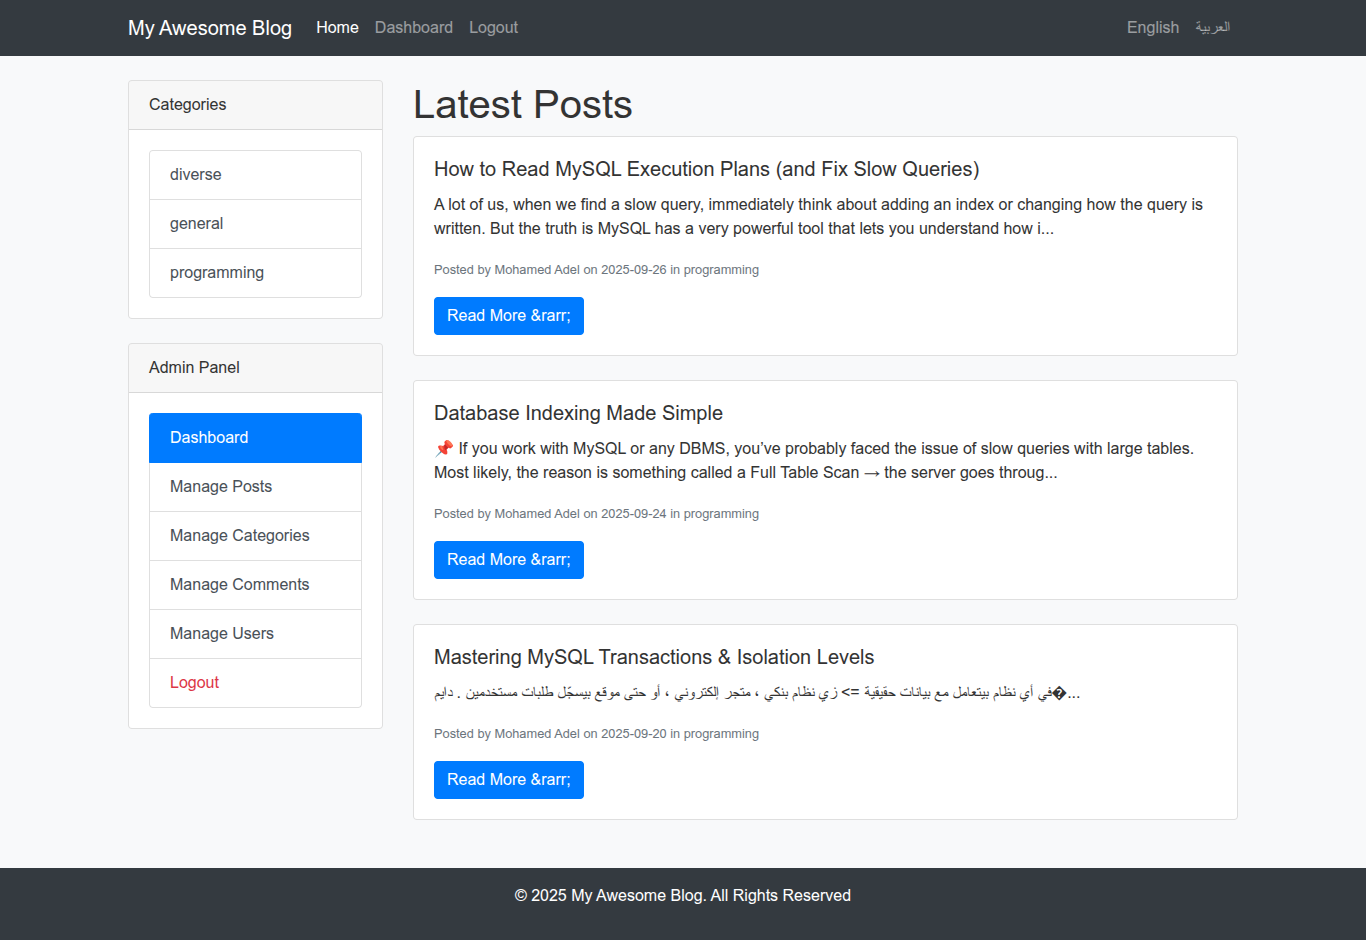 My Awesome Blog Home Dashboard Logout English العربية
Categories
diverse
general
programming
Admin Panel
Dashboard
Manage Posts
Manage Categories
Manage Comments
Manage Users
Logout
Latest Posts
How to Read MySQL Execution Plans (and Fix Slow Queries)
A lot of us, when we find a slow query, immediately think about adding an index or changing how the query is
written. But the truth is MySQL has a very powerful tool that lets you understand how i...
Posted by Mohamed Adel on 2025-09-26 in programming
Read More &rarr;
Database Indexing Made Simple
📌 If you work with MySQL or any DBMS, you’ve probably faced the issue of slow queries with large tables.
Most likely, the reason is something called a Full Table Scan → the server goes throug...
Posted by Mohamed Adel on 2025-09-24 in programming
Read More &rarr;
Mastering MySQL Transactions & Isolation Levels
في أي نظام بيتعامل مع بيانات حقيقية => زي نظام بنكي ، متجر إلكتروني ، أو حتى موقع بيسجّل طلبات مستخدمين . دايم�...
Posted by Mohamed Adel on 2025-09-20 in programming
Read More &rarr;
© 2025 My Awesome Blog. All Rights Reserved